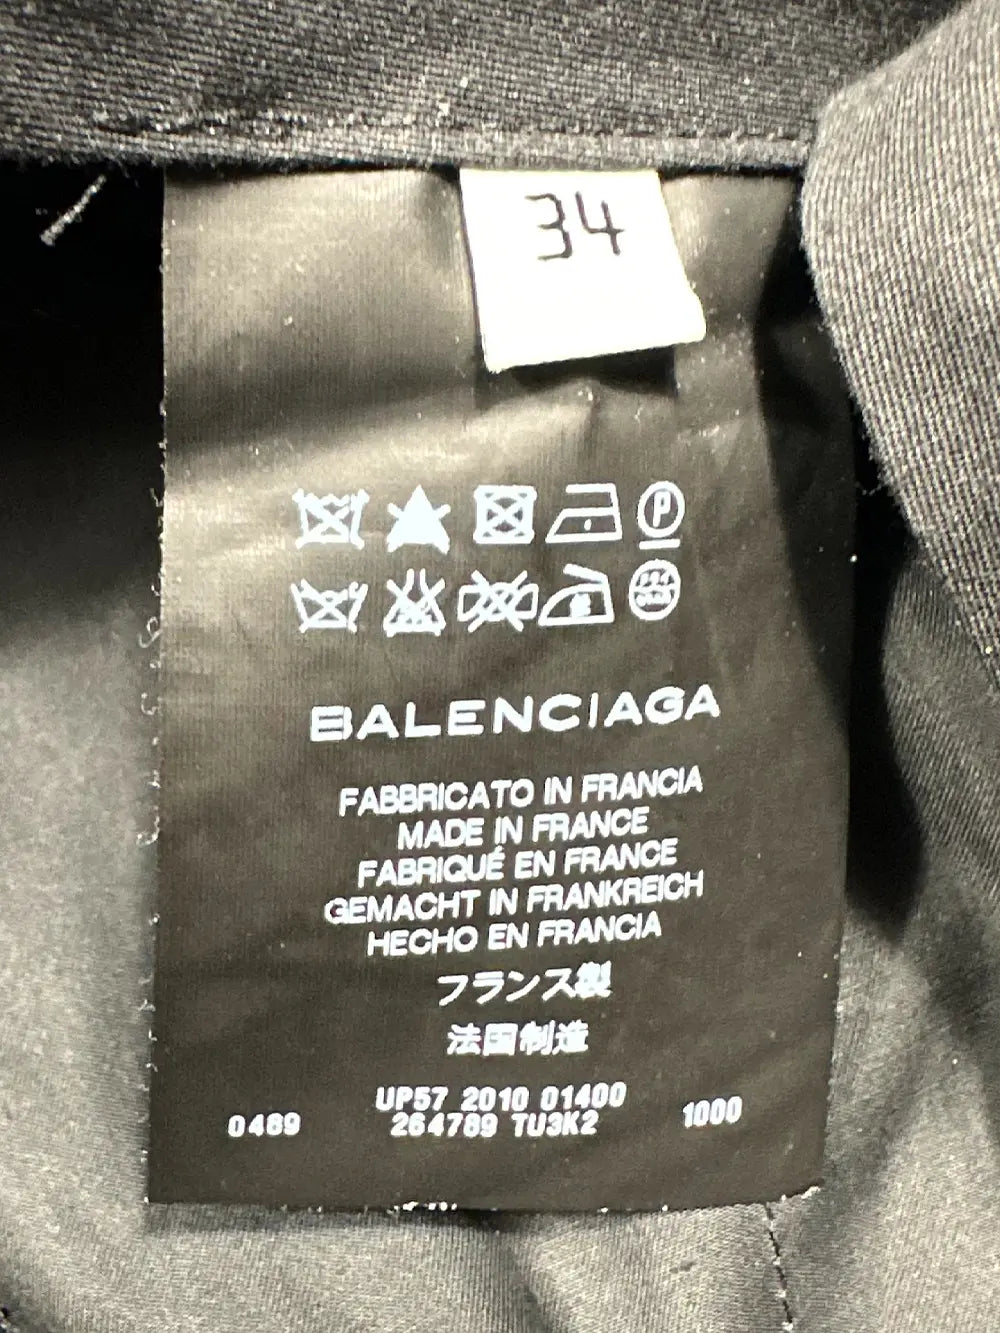 34
P
BALENCIAGA
FABBRICATO IN FRANCIA
MADE IN FRANCE
FABRIQUÉ EN FRANCE
GEMACHT IN FRANKREICH
HECHO EN FRANCIA
フランス製
法国制造
UP57 2010 01400
0489 264789 TU3K2 1000